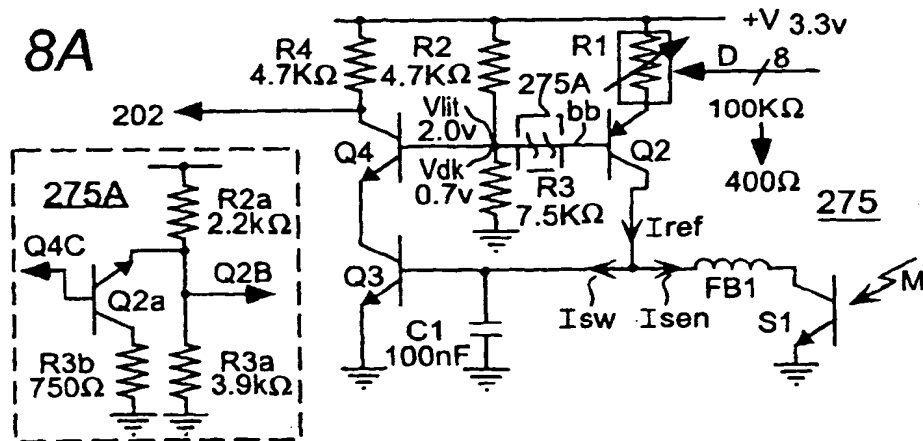 8A
R4
4.7KΩ
R2
4.7KΩ
R1
+V 3.3v
D 8
100KΩ
400Ω
202
275A
bb
Vlit
2.0v
Vdk
0.7v
Q4
Q2
R3
7.5KΩ
275
Iref
275A
R2a
2.2kΩ
Q4C
Q2B
Q2a
R3b
750Ω
R3a
3.9kΩ
Q3
C1
100nF
Isw
Isen
FB1
S1
M